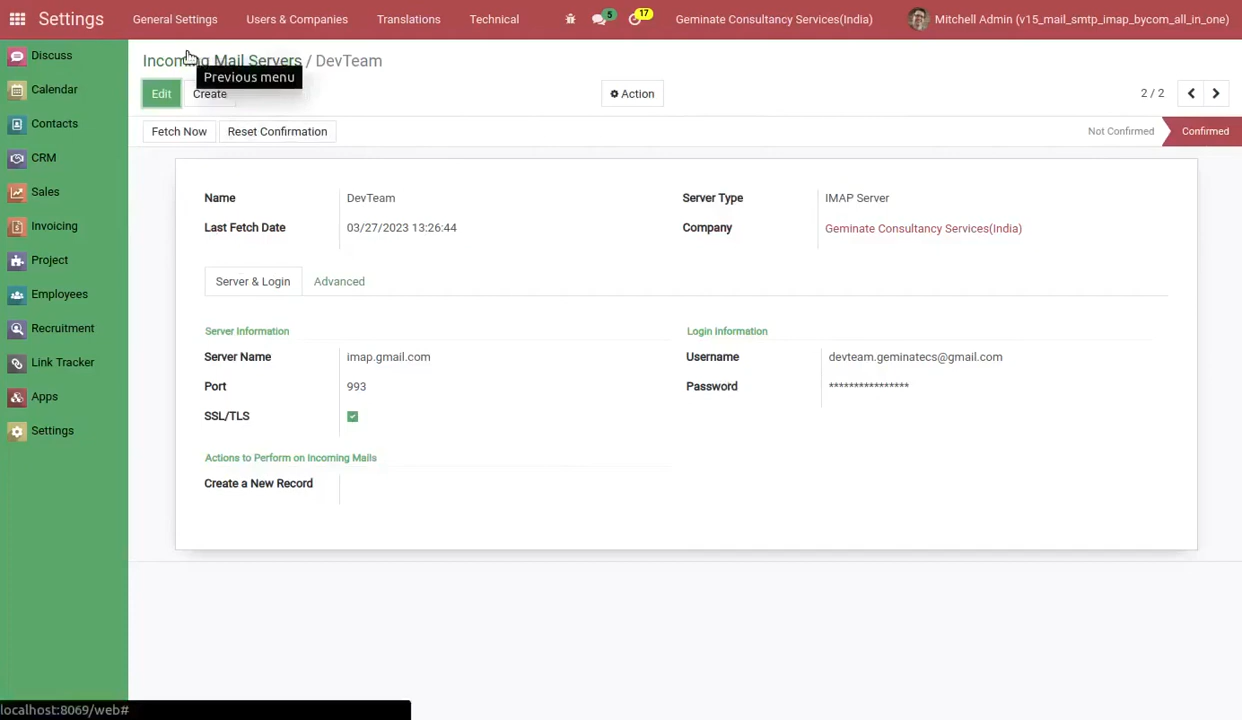 Settings General Settings Users & Companies Translations Technical 5 17 Geminate Consultancy Services(India) Mitchell Admin (v15_mail_smtp_imap_bycom_all_in_one)
Discuss
Calendar
Contacts
CRM
Sales
Invoicing
Project
Employees
Recruitment
Link Tracker
Apps
Settings
Incoming Mail Servers / DevTeam
Previous menu
Edit Create Action 2 / 2
Fetch Now Reset Confirmation Not Confirmed Confirmed
Name DevTeam Server Type IMAP Server
Last Fetch Date 03/27/2023 13:26:44 Company Geminate Consultancy Services(India)
Server & Login Advanced
Server Information Login Information
Server Name imap.gmail.com Username devteam.geminatecs@gmail.com
Port 993 Password ****************
SSL/TLS
Actions to Perform on Incoming Mails
Create a New Record
localhost:8069/web#